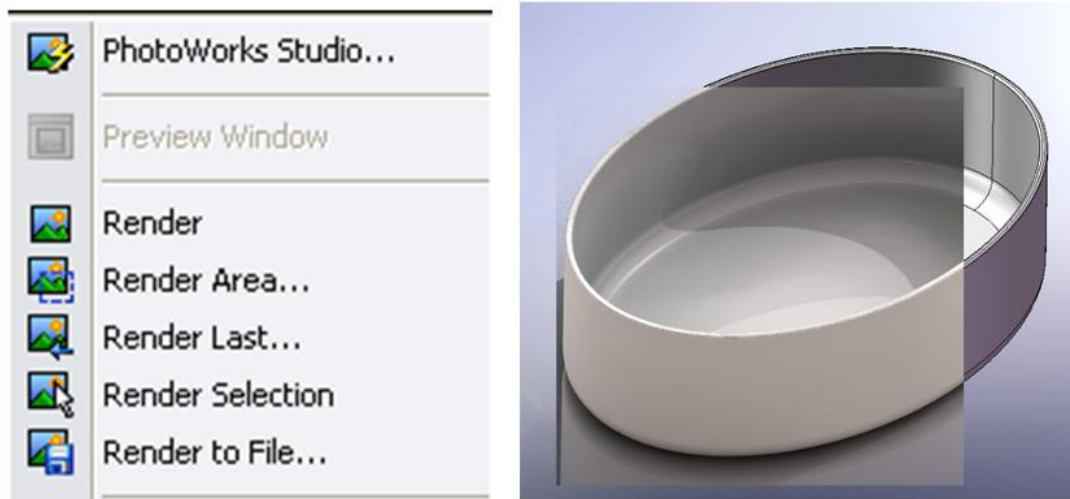 PhotoWorks Studio...
Preview Window
Render
Render Area...
Render Last...
Render Selection
Render to File...